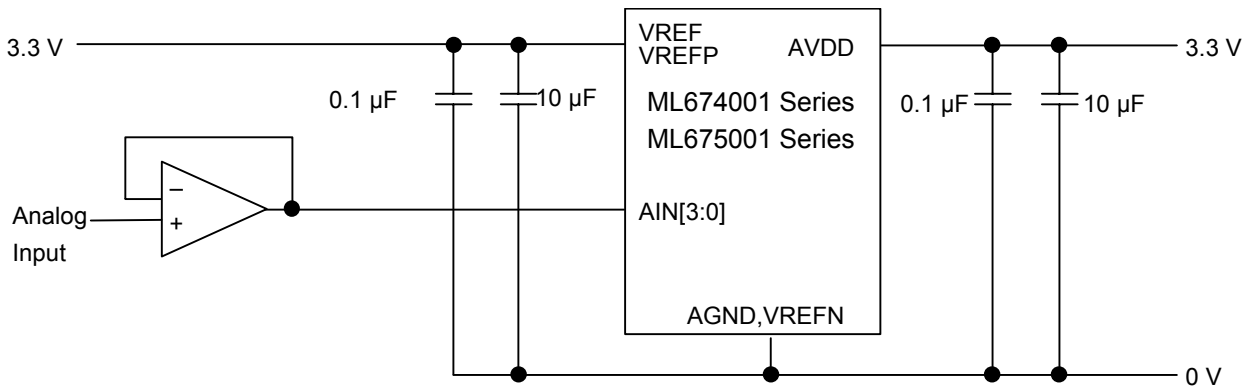 3.3 V
VREF
VREFP
AVDD
3.3 V
0.1 µF
10 µF
ML674001 Series
ML675001 Series
0.1 µF
10 µF
Analog
Input
−
+
AIN[3:0]
AGND,VREFN
0 V